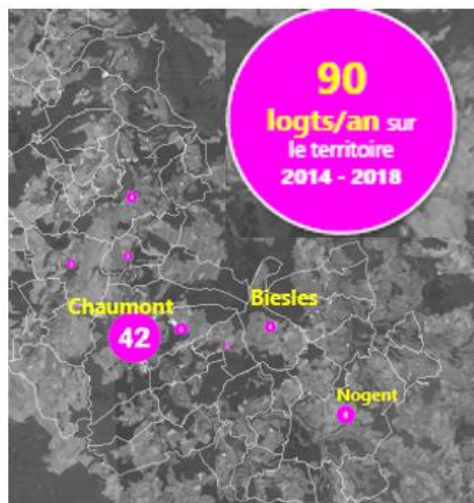 90
logts/an sur
le territoire
2014 - 2018
Chaumont
Biesles
42
Nogent